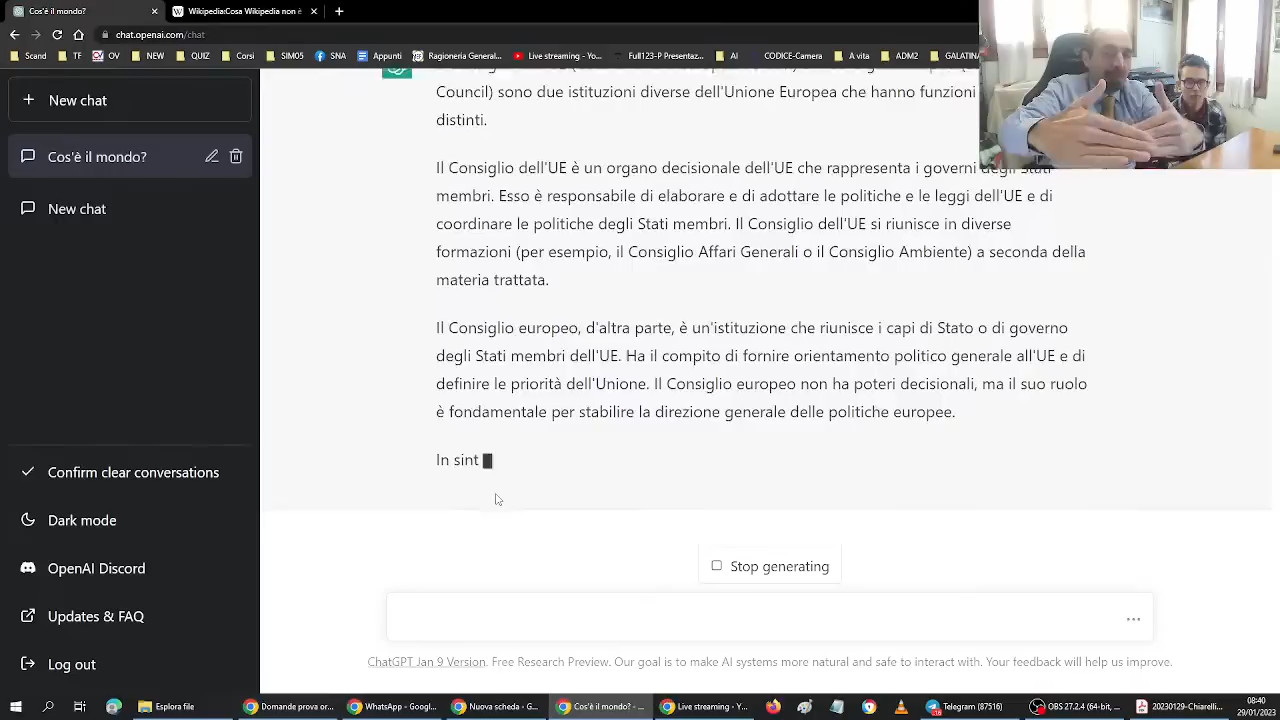 Cos'è il mondo?
Wikipedia:Cosa Wikipedia non è
chat.openai.com/chat
Scand TF OV NEW QUIZ Corsi SIM05 SNA Appunti Ragioneria General... Live streaming - Yo... Full123-P Presentaz... AI CODICE-Camera A vita ADM2 GALATINA
New chat
Cos'è il mondo?
New chat
Confirm clear conversations
Dark mode
OpenAI Discord
Updates & FAQ
Log out
Council) sono due istituzioni diverse dell'Unione Europea che hanno funzioni
distinti.
Il Consiglio dell'UE è un organo decisionale dell'UE che rappresenta i governi degli Stati
membri. Esso è responsabile di elaborare e di adottare le politiche e le leggi dell'UE e di
coordinare le politiche degli Stati membri. Il Consiglio dell'UE si riunisce in diverse
formazioni (per esempio, il Consiglio Affari Generali o il Consiglio Ambiente) a seconda della
materia trattata.
Il Consiglio europeo, d'altra parte, è un'istituzione che riunisce i capi di Stato o di governo
degli Stati membri dell'UE. Ha il compito di fornire orientamento politico generale all'UE e di
definire le priorità dell'Unione. Il Consiglio europeo non ha poteri decisionali, ma il suo ruolo
è fondamentale per stabilire la direzione generale delle politiche europee.
In sint
Stop generating
ChatGPT Jan 9 Version. Free Research Preview. Our goal is to make AI systems more natural and safe to interact with. Your feedback will help us improve.
Esplora file Domande prova or... WhatsApp - Googl... Nuova scheda - G... Cos'è il mondo? - ... Live streaming - Yo... Telegram (87516) OBS 27.2.4 (64-bit, ... 20230129-Chiarelli...
08:40
29/01/2023